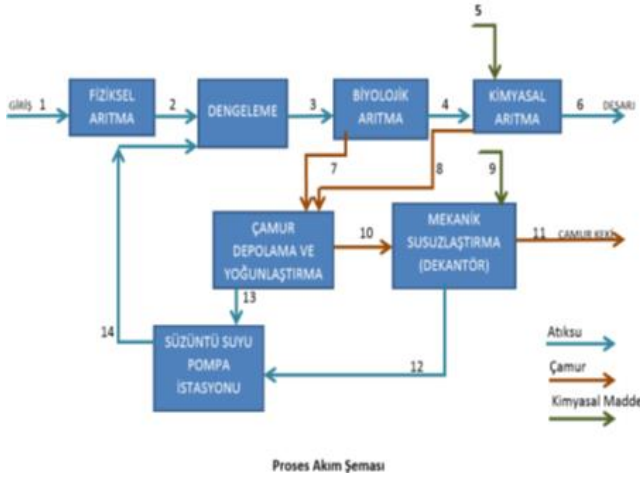 5
GİRİŞ 1
FİZİKSEL
ARITMA
2
DENGELEME
3
BİYOLOJİK
ARITMA
4
KİMYASAL
ARITMA
6
DEŞARJ
7
8
9
ÇAMUR
DEPOLAMA VE
YOĞUNLAŞTIRMA
10
MEKANİK
SUSUZLAŞTIRMA
(DEKANTÖR)
11
ÇAMUR KEKİ
13
14
SÜZÜNTÜ SUYU
POMPA
İSTASYONU
12
Atıksu
Çamur
Kimyasal Madde
Proses Akım Şeması